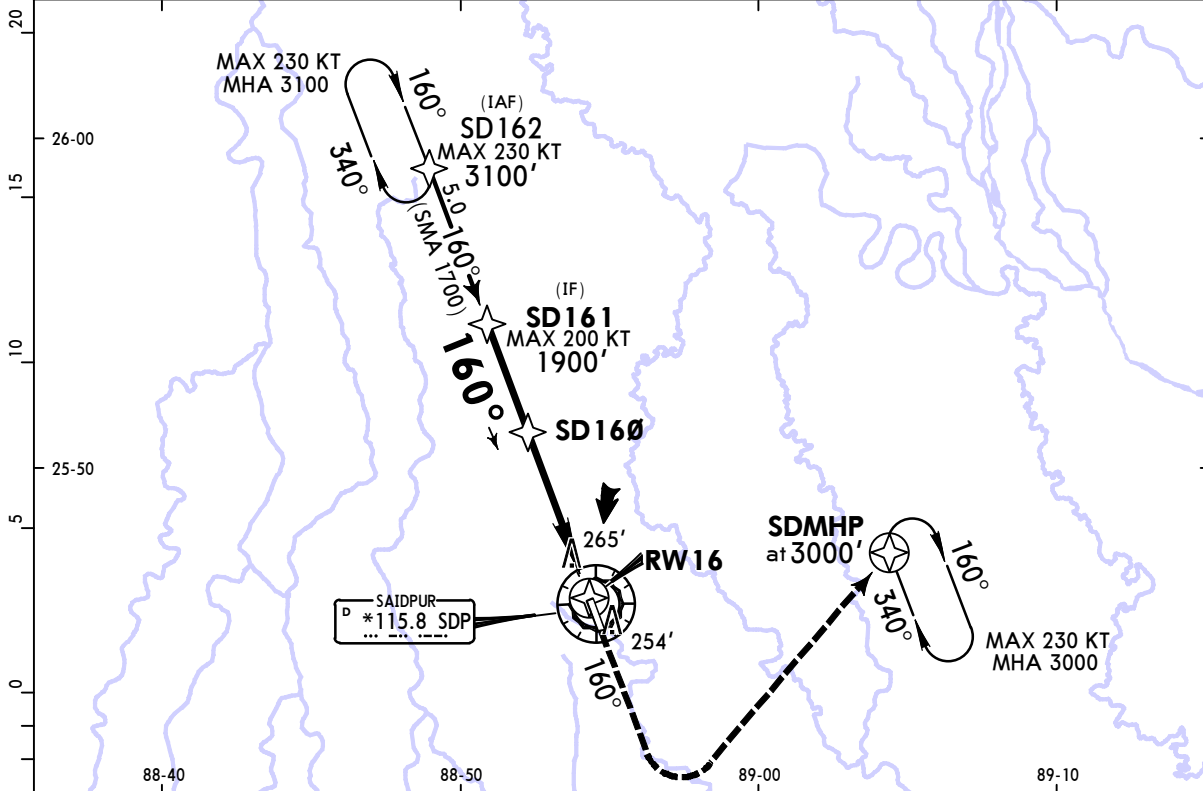 20
MAX 230 KT
MHA 3100
160°
340°
(IAF)
SD162
MAX 230 KT
3100'
26-00
15
5.0
160°
(SMA 1700)
(IF)
SD161
MAX 200 KT
1900'
10
160°
SD160
25-50
5
265'
RW16
SDMHP
at 3000'
160°
340°
MAX 230 KT
MHA 3000
SAIDPUR
D *115.8 SDP
254'
160°
0
88-40
88-50
89-00
89-10